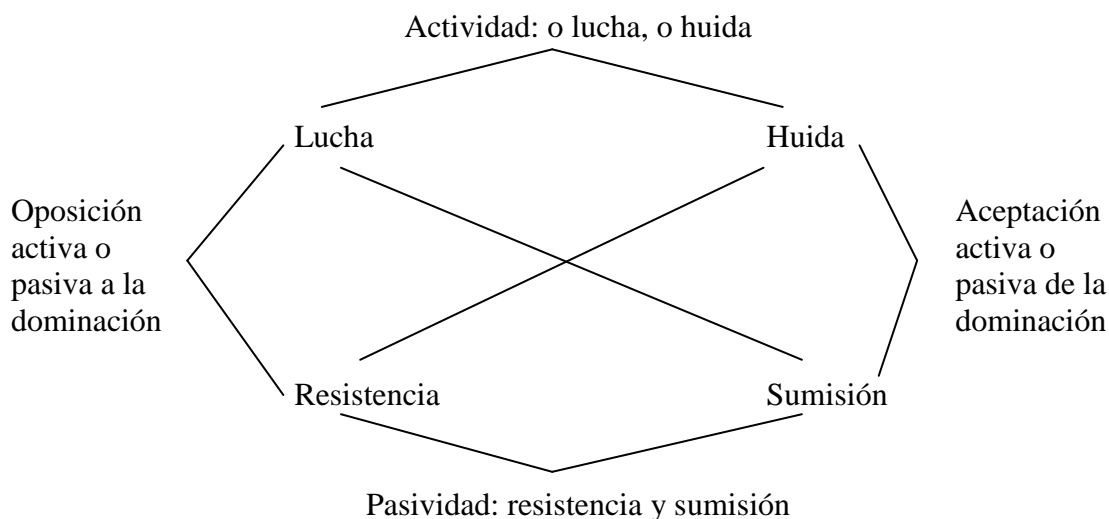 Actividad: o lucha, o huida
Lucha
Huida
Oposición
activa o
pasiva a la
dominación
Aceptación
activa o
pasiva de la
dominación
Resistencia
Sumisión
Pasividad: resistencia y sumisión